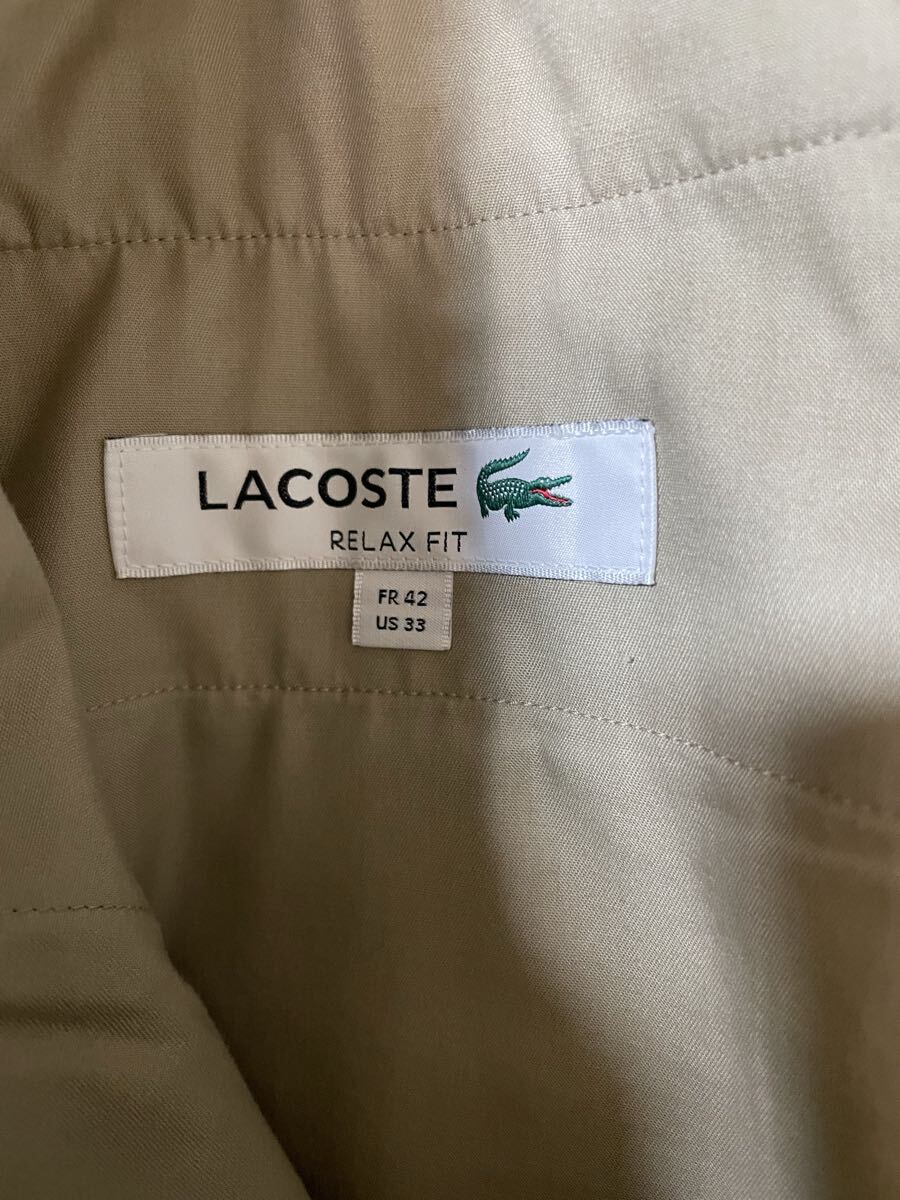 LACOSTE
RELAX FIT
FR 42
US 33